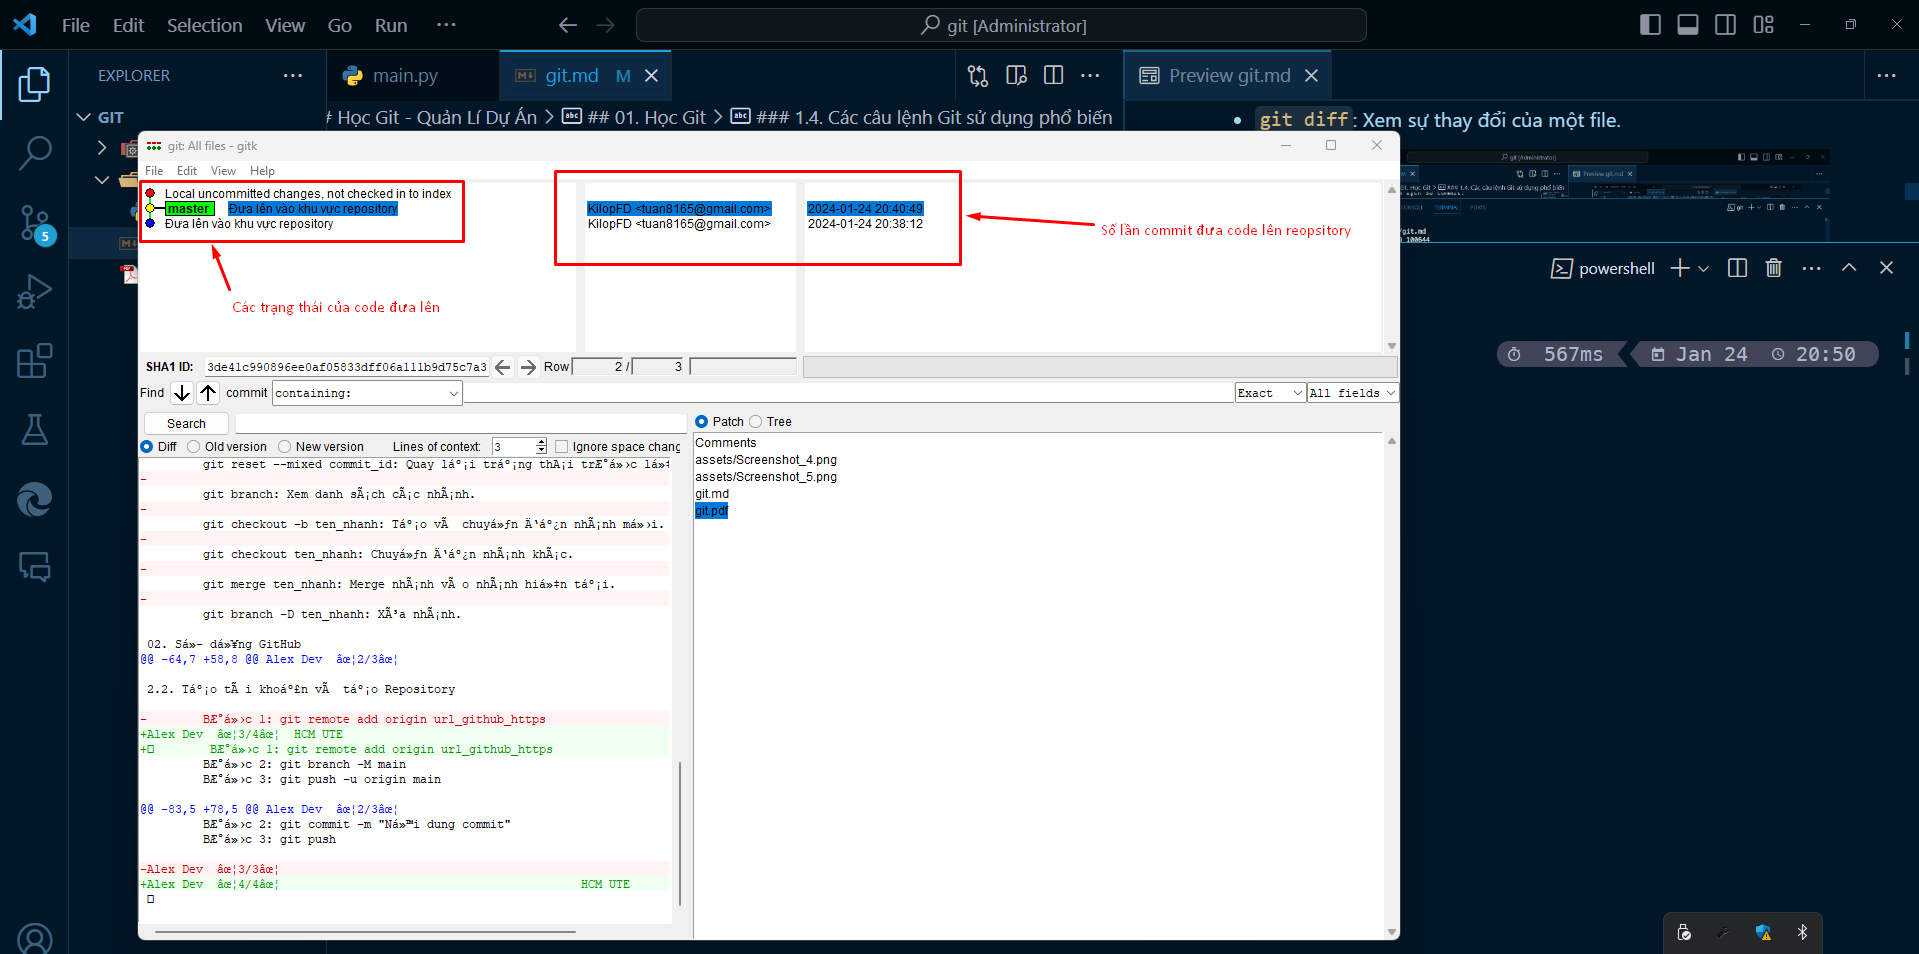 File Edit Selection View Go Run ···
git [Administrator]
EXPLORER
main.py
git.md M
Preview git.md
GIT
# Học Git - Quản Lí Dự Án > ## 01. Học Git > ### 1.4. Các câu lệnh Git sử dụng phổ biến
• git diff: Xem sự thay đổi của một file.
git: All files - gitk
File Edit View Help
Local uncommitted changes, not checked in to index
master Đưa lên vào khu vực repository
KilopFD <tuan8165@gmail.com>
2024-01-24 20:40:49
Đưa lên vào khu vực repository
KilopFD <tuan8165@gmail.com>
2024-01-24 20:38:12
Số lần commit đưa code lên reopsitory
Các trạng thái của code đưa lên
5
powershell
567ms
Jan 24
20:50
SHA1 ID: 3de41c990896ee0af05833dff06a111b9d75c7a3
Row 2 / 3
Find commit containing:
Exact
All fields
Search
Diff Old version New version Lines of context: 3 Ignore space chang
Patch Tree
Comments
assets/Screenshot_4.png
assets/Screenshot_5.png
git.md
git.pdf
git reset --mixed commit_id: Quay láº¡i tráº¡ng thÃ¡i trÆ°á»›c lá»‡
-
git branch: Xem danh sÃ¡ch cÃ¡c nhÃ¡nh.
-
git checkout -b ten_nhanh: Táº¡o vÃ  chuyá»ƒn Ä‘áº¿n nhÃ¡nh má»›i.
-
git checkout ten_nhanh: Chuyá»ƒn Ä‘áº¿n nhÃ¡nh khÃ¡c.
-
git merge ten_nhanh: Merge nhÃ¡nh vÃ o nhÃ¡nh hiá»‡n táº¡i.
-
git branch -D ten_nhanh: XÃ³a nhÃ¡nh.
02. Sá»­ dá»¥ng GitHub
@@ -64,7 +58,8 @@ Alex Dev âœ¦2/3âœ¦
2.2. Táº¡o tÃ i khoáº£n vÃ  táº¡o Repository
- BÆ°á»›c 1: git remote add origin url_github_https
+Alex Dev âœ¦3/4âœ¦ HCM UTE
+ BÆ°á»›c 1: git remote add origin url_github_https
BÆ°á»›c 2: git branch -M main
BÆ°á»›c 3: git push -u origin main
@@ -83,5 +78,5 @@ Alex Dev âœ¦2/3âœ¦
BÆ°á»›c 2: git commit -m "Ná»™i dung commit"
BÆ°á»›c 3: git push
-Alex Dev âœ¦3/3âœ¦
+Alex Dev âœ¦4/4âœ¦ HCM UTE